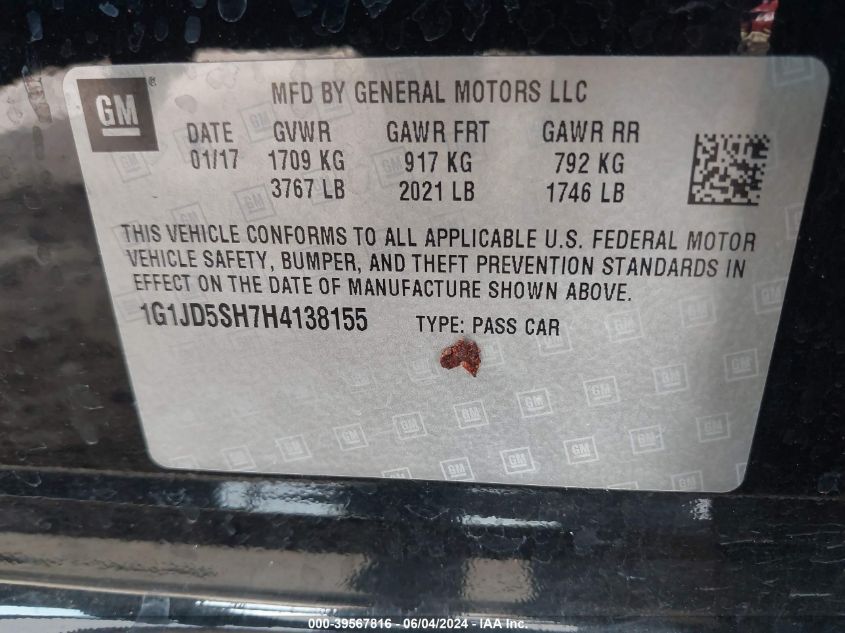 GM
MFD BY GENERAL MOTORS LLC
DATE GVWR GAWR FRT GAWR RR
01/17 1709 KG 917 KG 792 KG
3767 LB 2021 LB 1746 LB
THIS VEHICLE CONFORMS TO ALL APPLICABLE U.S. FEDERAL MOTOR
VEHICLE SAFETY, BUMPER, AND THEFT PREVENTION STANDARDS IN
EFFECT ON THE DATE OF MANUFACTURE SHOWN ABOVE.
1G1JD5SH7H4138155 TYPE: PASS CAR
000-39567816 - 06/04/2024 - IAA Inc.